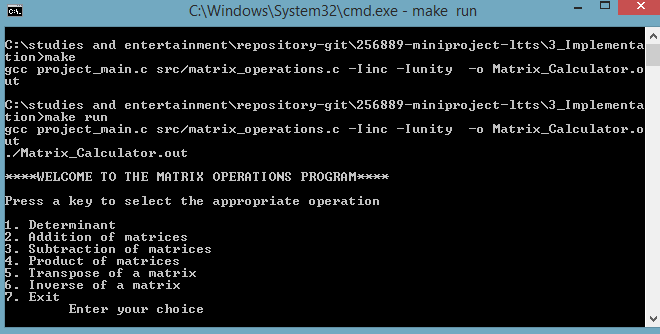 C:\Windows\System32\cmd.exe - make run
C:\studies and entertainment\repository-git\256889-miniproject-ltts\3_Implementa
tion>make
gcc project_main.c src/matrix_operations.c -Iinc -Iunity  -o Matrix_Calculator.o
ut
C:\studies and entertainment\repository-git\256889-miniproject-ltts\3_Implementa
tion>make run
gcc project_main.c src/matrix_operations.c -Iinc -Iunity  -o Matrix_Calculator.o
ut
./Matrix_Calculator.out
****WELCOME TO THE MATRIX OPERATIONS PROGRAM****
Press a key to select the appropriate operation
1. Determinant
2. Addition of matrices
3. Subtraction of matrices
4. Product of matrices
5. Transpose of a matrix
6. Inverse of a matrix
7. Exit
Enter your choice